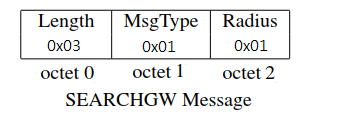 Length MsgType Radius
0x03 0x01 0x01
octet 0 octet 1 octet 2
SEARCHGW Message